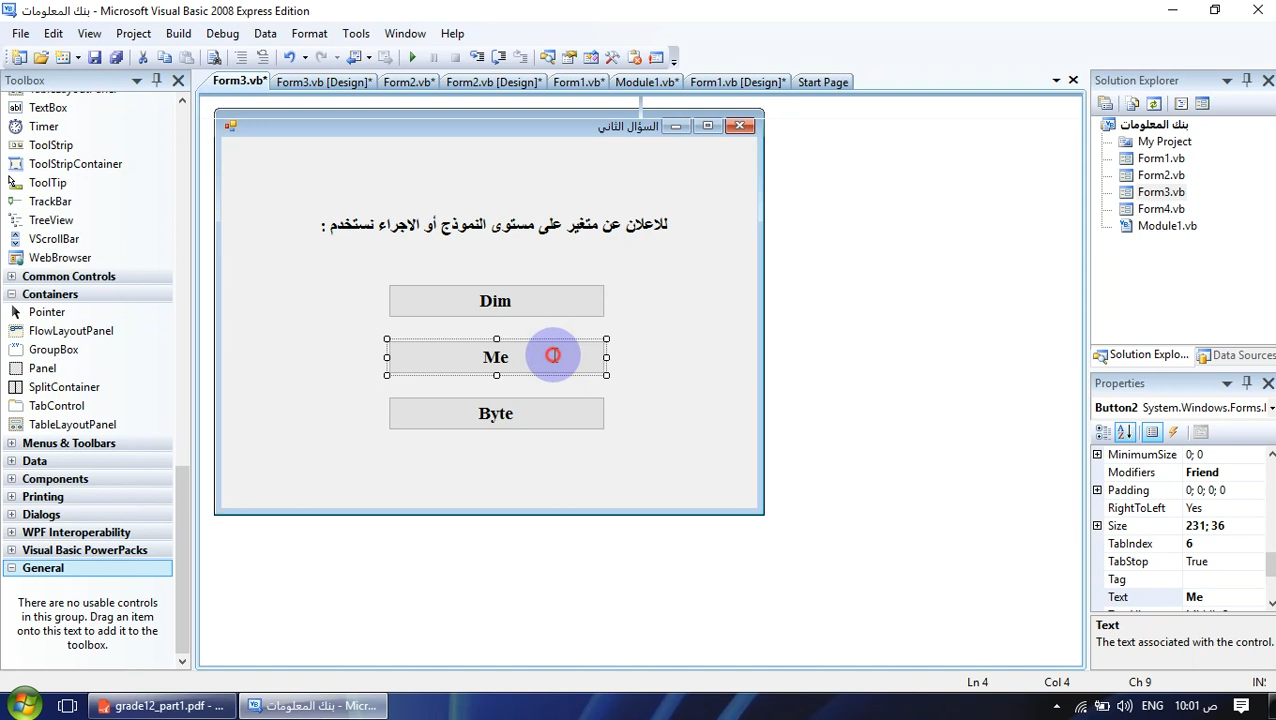 بنك المعلومات - Microsoft Visual Basic 2008 Express Edition
File Edit View Project Build Debug Data Format Tools Window Help
Toolbox
TextBox
Timer
ToolStrip
ToolStripContainer
ToolTip
TrackBar
TreeView
VScrollBar
WebBrowser
Common Controls
Containers
Pointer
FlowLayoutPanel
GroupBox
Panel
SplitContainer
TabControl
TableLayoutPanel
Menus & Toolbars
Data
Components
Printing
Dialogs
WPF Interoperability
Visual Basic PowerPacks
General
There are no usable controls
in this group. Drag an item
onto this text to add it to the
toolbox.
Form3.vb* Form3.vb [Design]* Form2.vb* Form2.vb [Design]* Form1.vb* Module1.vb* Form1.vb [Design]* Start Page
السؤال الثاني
للاعلان عن متغير على مستوى النموذج أو الاجراء نستخدم :
Dim
Me
Byte
Solution Explorer
بنك المعلومات
My Project
Form1.vb
Form2.vb
Form3.vb
Form4.vb
Module1.vb
Solution Explo... Data Sources
Properties
Button2 System.Windows.Forms.
MinimumSize 0; 0
Modifiers Friend
Padding 0; 0; 0; 0
RightToLeft Yes
Size 231; 36
TabIndex 6
TabStop True
Tag
Text Me
Text
The text associated with the control.
Ln 4 Col 4 Ch 9 INS
grade12_part1.pdf - ... بنك المعلومات - Micr... ENG 10:01 ص